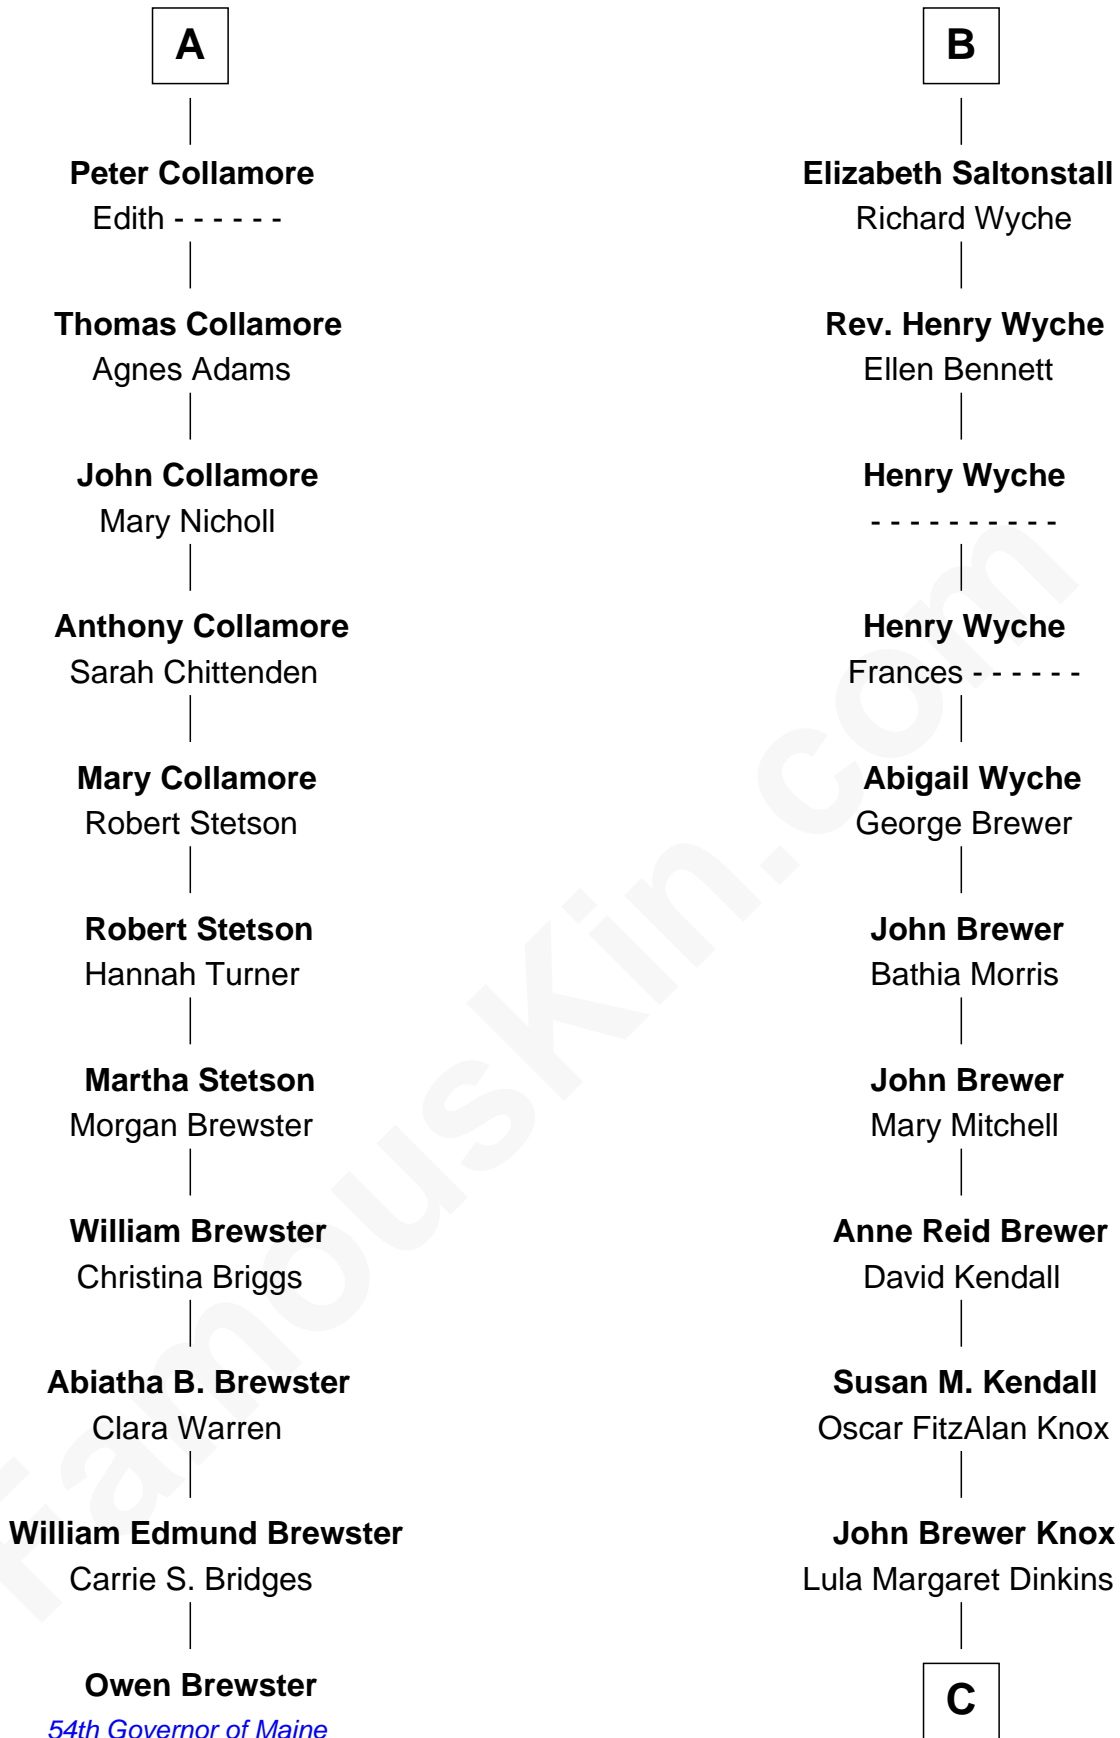 A
Peter Collamore
Edith - - - - - -
Thomas Collamore
Agnes Adams
John Collamore
Mary Nicholl
Anthony Collamore
Sarah Chittenden
Mary Collamore
Robert Stetson
Robert Stetson
Hannah Turner
Martha Stetson
Morgan Brewster
William Brewster
Christina Briggs
Abiatha B. Brewster
Clara Warren
William Edmund Brewster
Carrie S. Bridges
Owen Brewster
54th Governor of Maine
B
Elizabeth Saltonstall
Richard Wyche
Rev. Henry Wyche
Ellen Bennett
Henry Wyche
- - - - - - - - - -
Henry Wyche
Frances - - - - - -
Abigail Wyche
George Brewer
John Brewer
Bathia Morris
John Brewer
Mary Mitchell
Anne Reid Brewer
David Kendall
Susan M. Kendall
Oscar FitzAlan Knox
John Brewer Knox
Lula Margaret Dinkins
C
FamousKin.com